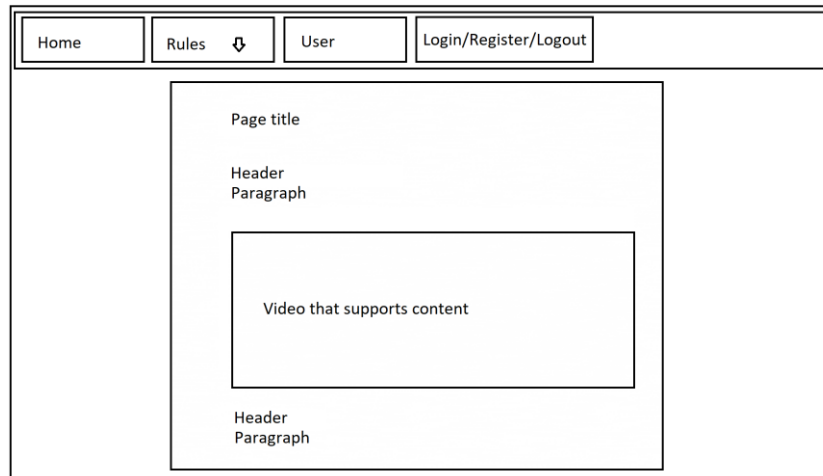 Home
Rules
User
Login/Register/Logout
Page title
Header
Paragraph
Video that supports content
Header
Paragraph